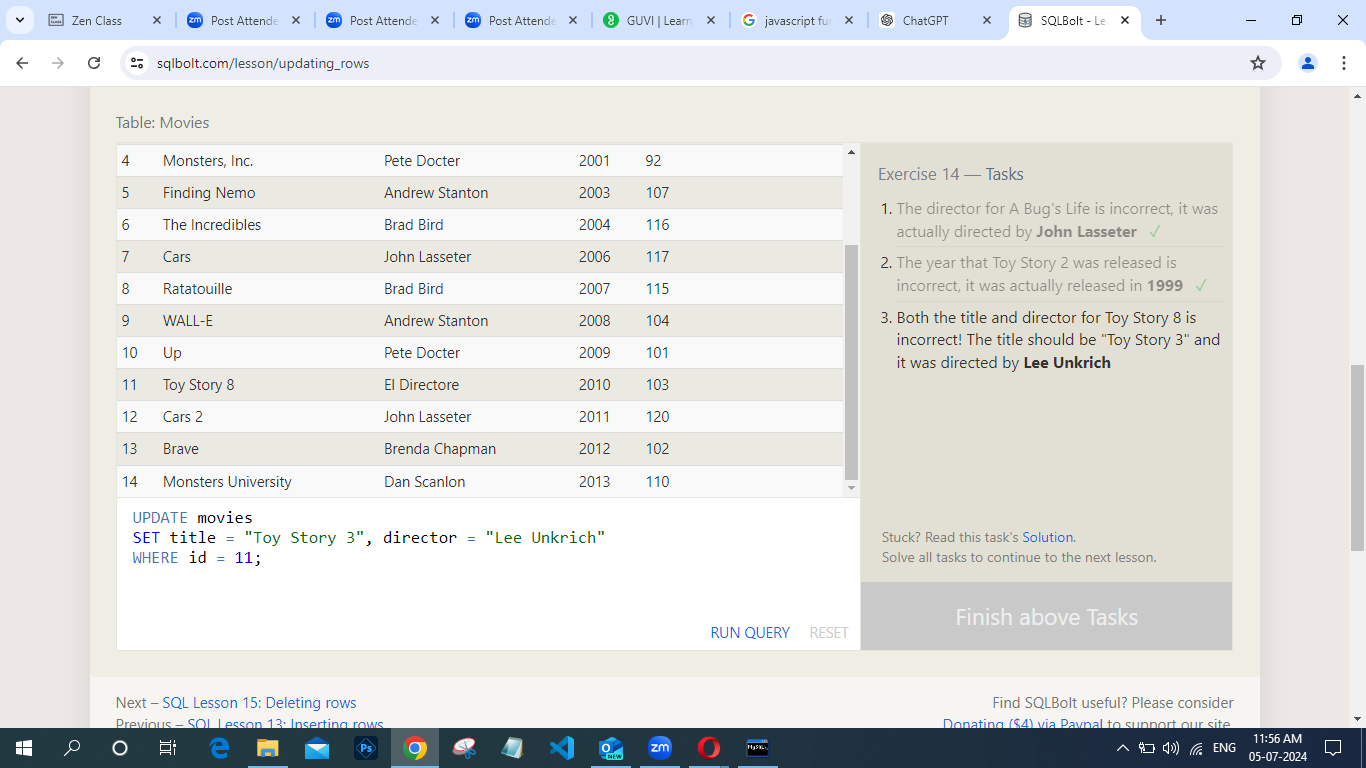 Zen Class
Post Attende
Post Attende
Post Attende
GUVI | Learn
javascript fur
ChatGPT
SQLBolt - Le
sqlbolt.com/lesson/updating_rows
Table: Movies
4 Monsters, Inc. Pete Docter 2001 92
5 Finding Nemo Andrew Stanton 2003 107
6 The Incredibles Brad Bird 2004 116
7 Cars John Lasseter 2006 117
8 Ratatouille Brad Bird 2007 115
9 WALL-E Andrew Stanton 2008 104
10 Up Pete Docter 2009 101
11 Toy Story 8 El Directore 2010 103
12 Cars 2 John Lasseter 2011 120
13 Brave Brenda Chapman 2012 102
14 Monsters University Dan Scanlon 2013 110
UPDATE movies
SET title = "Toy Story 3", director = "Lee Unkrich"
WHERE id = 11;
RUN QUERY RESET
Exercise 14 — Tasks
1. The director for A Bug's Life is incorrect, it was
actually directed by John Lasseter ✓
2. The year that Toy Story 2 was released is
incorrect, it was actually released in 1999 ✓
3. Both the title and director for Toy Story 8 is
incorrect! The title should be "Toy Story 3" and
it was directed by Lee Unkrich
Stuck? Read this task's Solution.
Solve all tasks to continue to the next lesson.
Finish above Tasks
Next – SQL Lesson 15: Deleting rows
Previous – SQL Lesson 13: Inserting rows
Find SQLBolt useful? Please consider
Donating ($4) via Paypal to support our site.
ENG
11:56 AM
05-07-2024